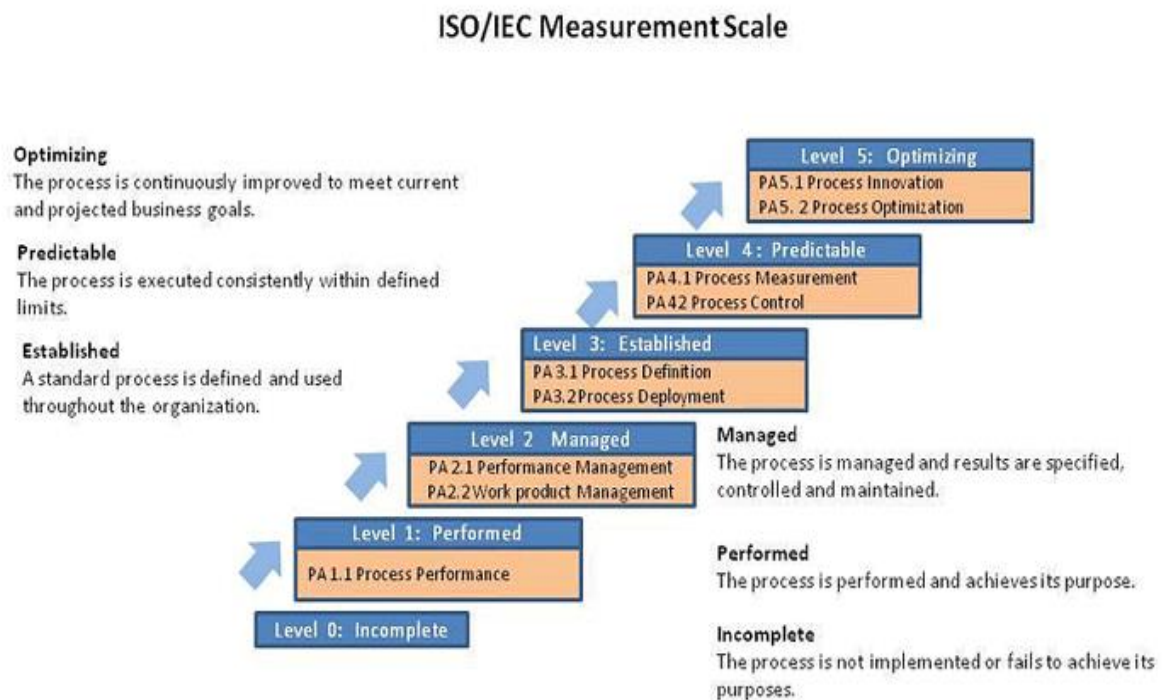 ISO/IEC Measurement Scale
Optimizing
The process is continuously improved to meet current
and projected business goals.
Predictable
The process is executed consistently within defined
limits.
Established
A standard process is defined and used
throughout the organization.
Level 5: Optimizing
PA5.1 Process Innovation
PA5. 2 Process Optimization
Level 4: Predictable
PA4.1 Process Measurement
PA42 Process Control
Level 3: Established
PA 3.1 Process Definition
PA3.2 Process Deployment
Level 2 Managed
PA 2.1 Performance Management
PA2.2 Work product Management
Level 1: Performed
PA 1.1 Process Performance
Level 0: Incomplete
Managed
The process is managed and results are specified,
controlled and maintained.
Performed
The process is performed and achieves its purpose.
Incomplete
The process is not implemented or fails to achieve its
purposes.